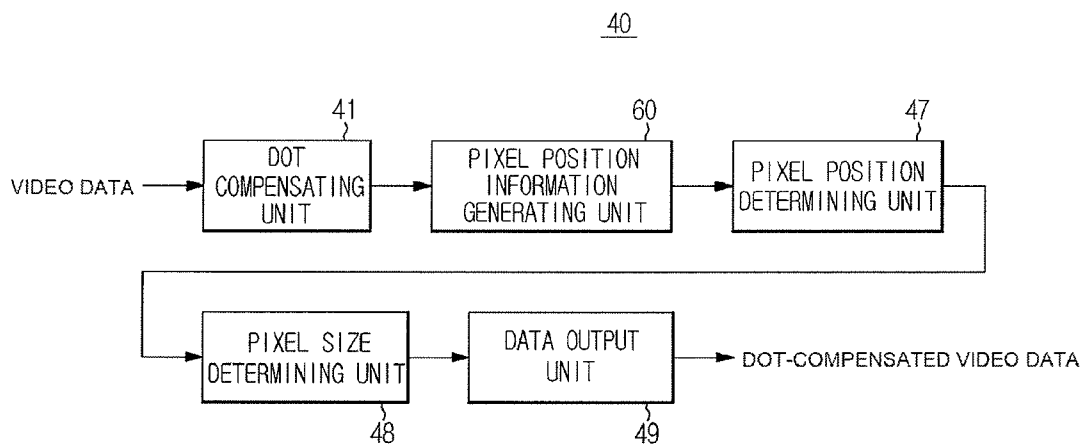 40
41
60
47
VIDEO DATA
DOT
COMPENSATING
UNIT
PIXEL POSITION
INFORMATION
GENERATING UNIT
PIXEL POSITION
DETERMINING UNIT
PIXEL SIZE
DETERMINING UNIT
DATA OUTPUT
UNIT
DOT-COMPENSATED VIDEO DATA
48
49